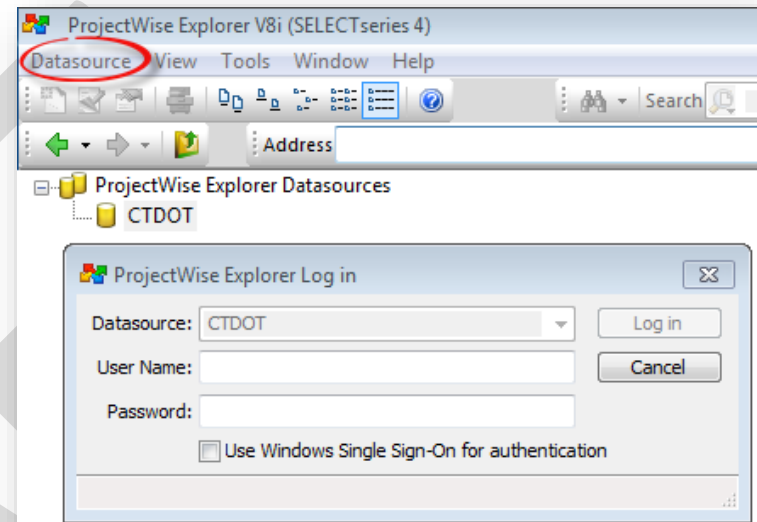 ProjectWise Explorer V8i (SELECTseries 4)
Datasource View Tools Window Help
Search
Address
ProjectWise Explorer Datasources
CTDOT
ProjectWise Explorer Log in
Datasource: CTDOT Log in
User Name: Cancel
Password:
Use Windows Single Sign-On for authentication